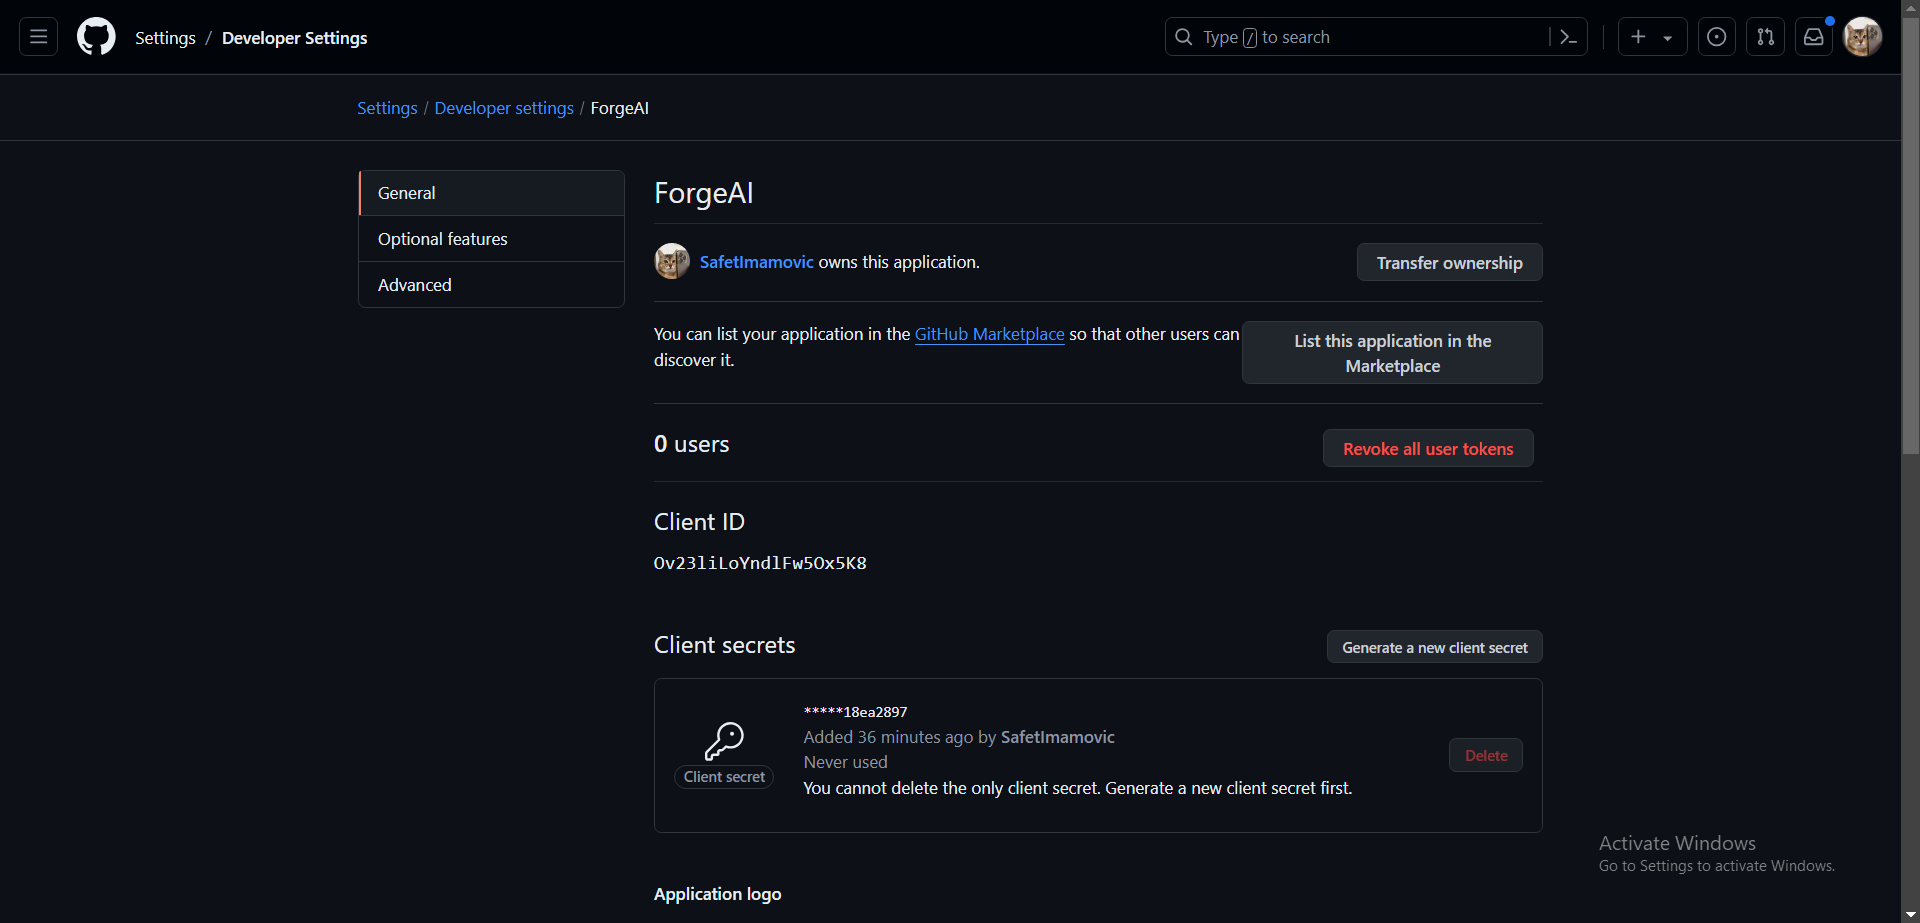 Settings / Developer Settings
Type / to search
Settings / Developer settings / ForgeAI
General
Optional features
Advanced
ForgeAI
SafetImamovic owns this application.
Transfer ownership
You can list your application in the GitHub Marketplace so that other users can
discover it.
List this application in the
Marketplace
0 users
Revoke all user tokens
Client ID
Ov23liLoYndlFw5Ox5K8
Client secrets
Generate a new client secret
*****18ea2897
Added 36 minutes ago by SafetImamovic
Never used
You cannot delete the only client secret. Generate a new client secret first.
Client secret
Delete
Activate Windows
Go to Settings to activate Windows.
Application logo